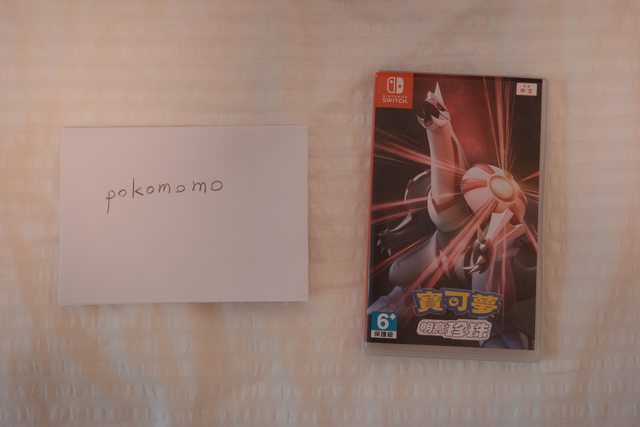 pokomomo
NINTENDO
SWITCH
中文
寶可夢
明亮珍珠
6+
保護級